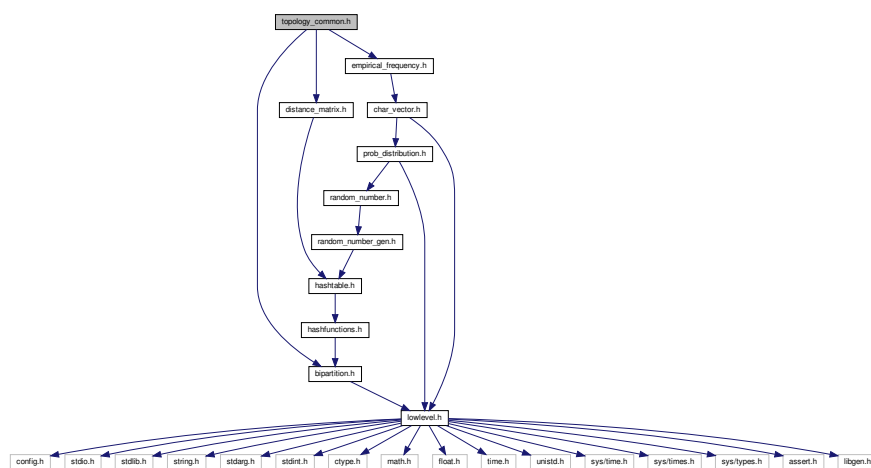 topology_common.h
empirical_frequency.h
distance_matrix.h
char_vector.h
prob_distribution.h
random_number.h
random_number_gen.h
hashtable.h
hashfunctions.h
bipartition.h
lowlevel.h
config.h
stdio.h
stdlib.h
string.h
stdarg.h
stdint.h
ctype.h
math.h
float.h
time.h
unistd.h
sys/time.h
sys/times.h
sys/types.h
assert.h
libgen.h